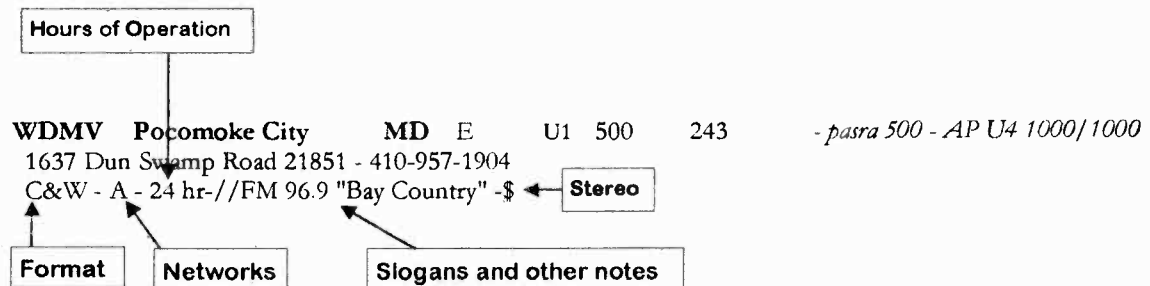 Hours of Operation
WDMV Pocomoke City MD E U1 500 243 - pasra 500 - AP U4 1000/1000
1637 Dun Swamp Road 21851 - 410-957-1904
C&W - A - 24 hr-//FM 96.9 "Bay Country" -$ Stereo
Format Networks Slogans and other notes